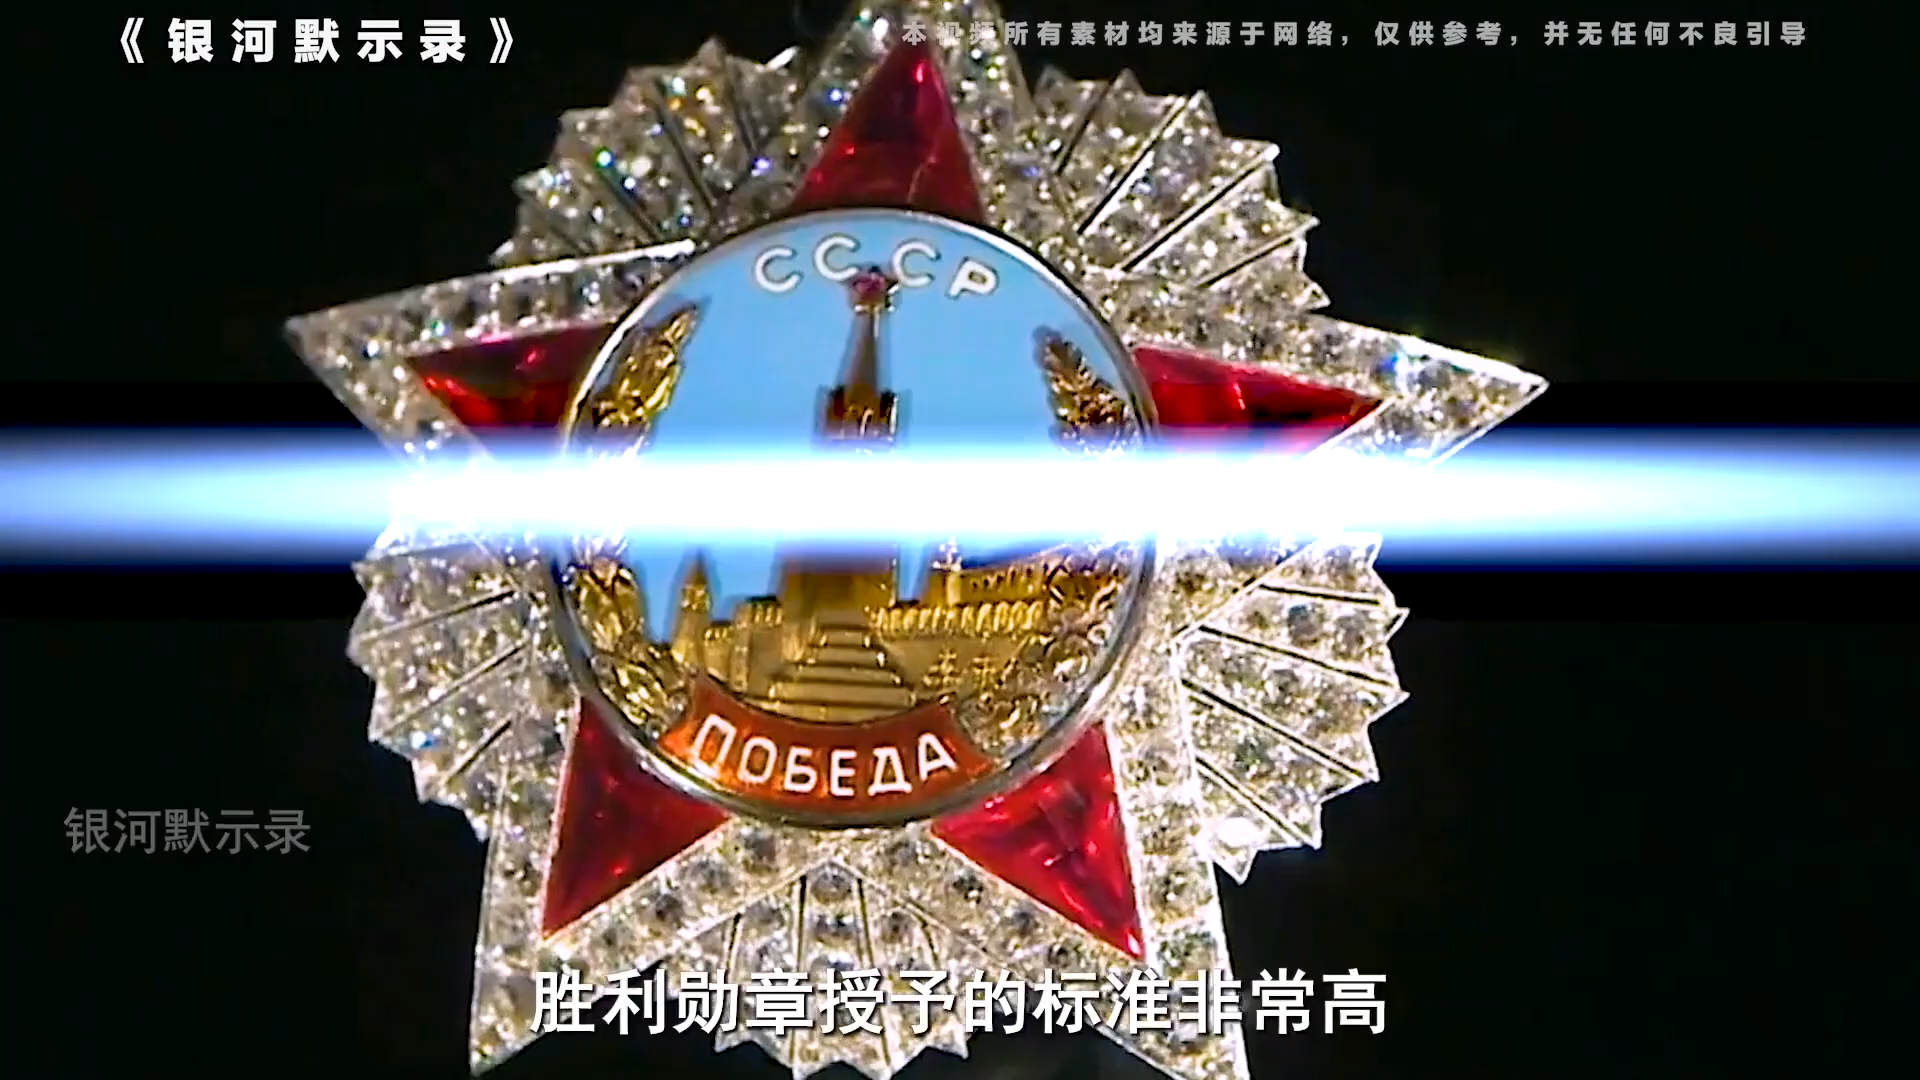 《银河默示录》
本视频所有素材均来源于网络，仅供参考，并无任何不良引导
СССР
ПОБЕДА
银河默示录
胜利勋章授予的标准非常高